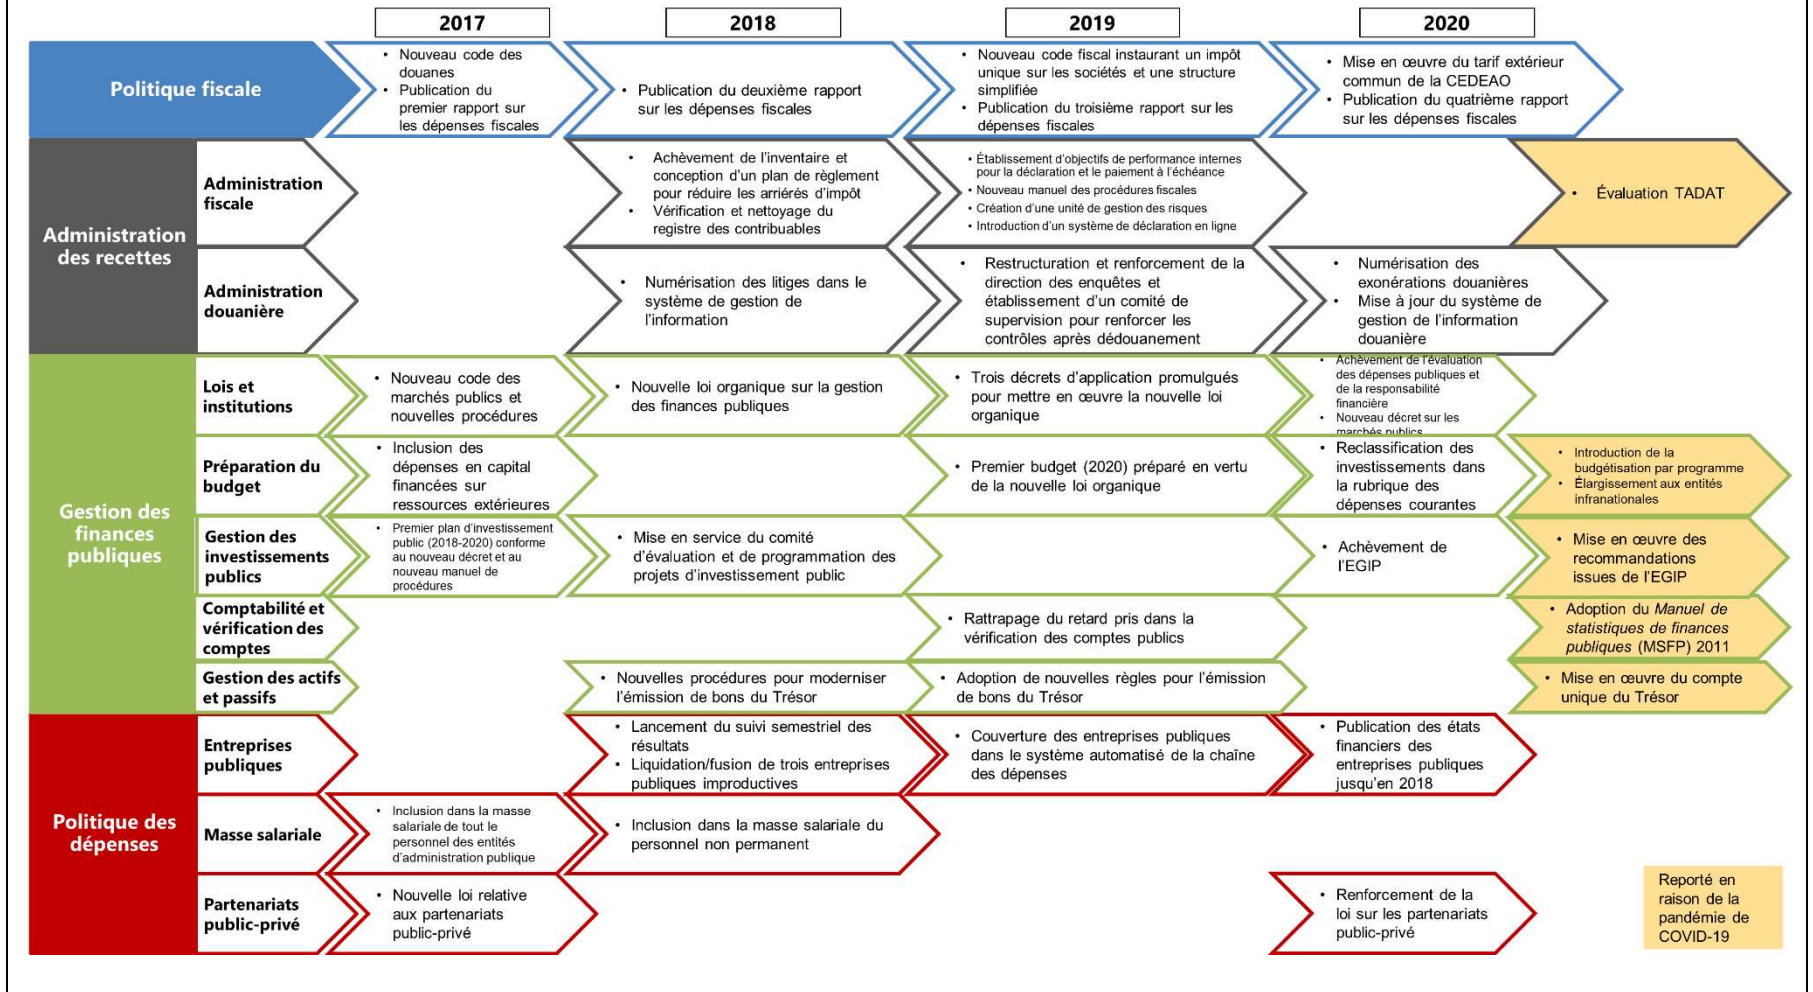 2017
2018
2019
2020
Politique fiscale
• Nouveau code des
douanes
• Publication du
premier rapport sur
les dépenses fiscales
• Publication du deuxième rapport
sur les dépenses fiscales
• Nouveau code fiscal instaurant un impôt
unique sur les sociétés et une structure
simplifiée
• Publication du troisième rapport sur les
dépenses fiscales
• Mise en œuvre du tarif extérieur
commun de la CEDEAO
• Publication du quatrième rapport
sur les dépenses fiscales
Administration
des recettes
Administration
fiscale
• Achèvement de l'inventaire et
conception d'un plan de règlement
pour réduire les arriérés d'impôt
• Vérification et nettoyage du
registre des contribuables
• Établissement d'objectifs de performance internes
pour la déclaration et le paiement à l'échéance
• Nouveau manuel des procédures fiscales
• Création d'une unité de gestion des risques
• Introduction d'un système de déclaration en ligne
• Évaluation TADAT
Administration
douanière
• Numérisation des litiges dans le
système de gestion de
l'information
• Restructuration et renforcement de la
direction des enquêtes et
établissement d'un comité de
supervision pour renforcer les
contrôles après dédouanement
• Numérisation des
exonérations douanières
• Mise à jour du système de
gestion de l'information
douanière
Gestion des
finances
publiques
Lois et
institutions
• Nouveau code des
marchés publics et
nouvelles procédures
• Nouvelle loi organique sur la gestion
des finances publiques
• Trois décrets d'application promulgués
pour mettre en œuvre la nouvelle loi
organique
• Achèvement de l'évaluation
des dépenses publiques et
de la responsabilité
financière
• Nouveau décret sur les
marchés publics
Préparation du
budget
• Inclusion des
dépenses en capital
financées sur
ressources extérieures
• Premier budget (2020) préparé en vertu
de la nouvelle loi organique
• Reclassification des
investissements dans
la rubrique des
dépenses courantes
• Introduction de la
budgétisation par programme
• Élargissement aux entités
infranationales
Gestion des
investissements
publics
• Premier plan d'investissement
public (2018-2020) conforme
au nouveau décret et au
nouveau manuel de
procédures
• Mise en service du comité
d'évaluation et de programmation des
projets d'investissement public
• Achèvement de
l'EGIP
• Mise en œuvre des
recommandations
issues de l'EGIP
Comptabilité et
vérification des
comptes
• Rattrapage du retard pris dans la
vérification des comptes publics
• Adoption du Manuel de
statistiques de finances
publiques (MSFP) 2011
Gestion des actifs
et passifs
• Nouvelles procédures pour moderniser
l'émission de bons du Trésor
• Adoption de nouvelles règles pour l'émission
de bons du Trésor
• Mise en œuvre du compte
unique du Trésor
Politique des
dépenses
Entreprises
publiques
• Lancement du suivi semestriel des
résultats
• Liquidation/fusion de trois entreprises
publiques improductives
• Couverture des entreprises publiques
dans le système automatisé de la chaîne
des dépenses
• Publication des états
financiers des
entreprises publiques
jusqu'en 2018
Masse salariale
• Inclusion dans la masse
salariale de tout le
personnel des entités
d'administration publique
• Inclusion dans la masse salariale du
personnel non permanent
Partenariats
public-privé
• Nouvelle loi relative
aux partenariats
public-privé
• Renforcement de la
loi sur les partenariats
public-privé
Reporté en
raison de la
pandémie de
COVID-19